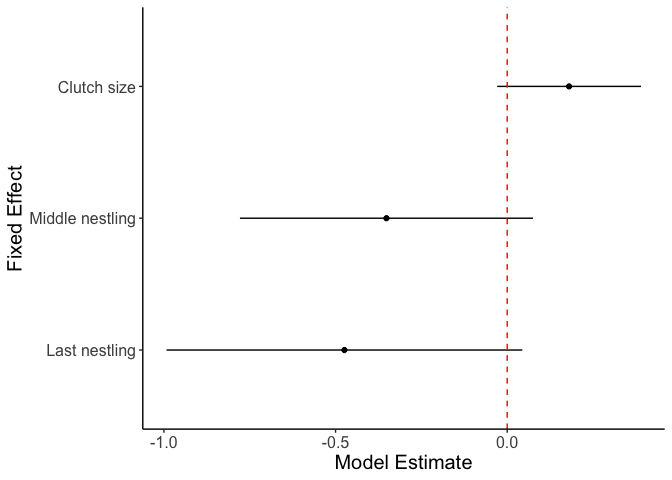 Fixed Effect
Clutch size
Middle nestling
Last nestling
-1.0
-0.5
0.0
Model Estimate